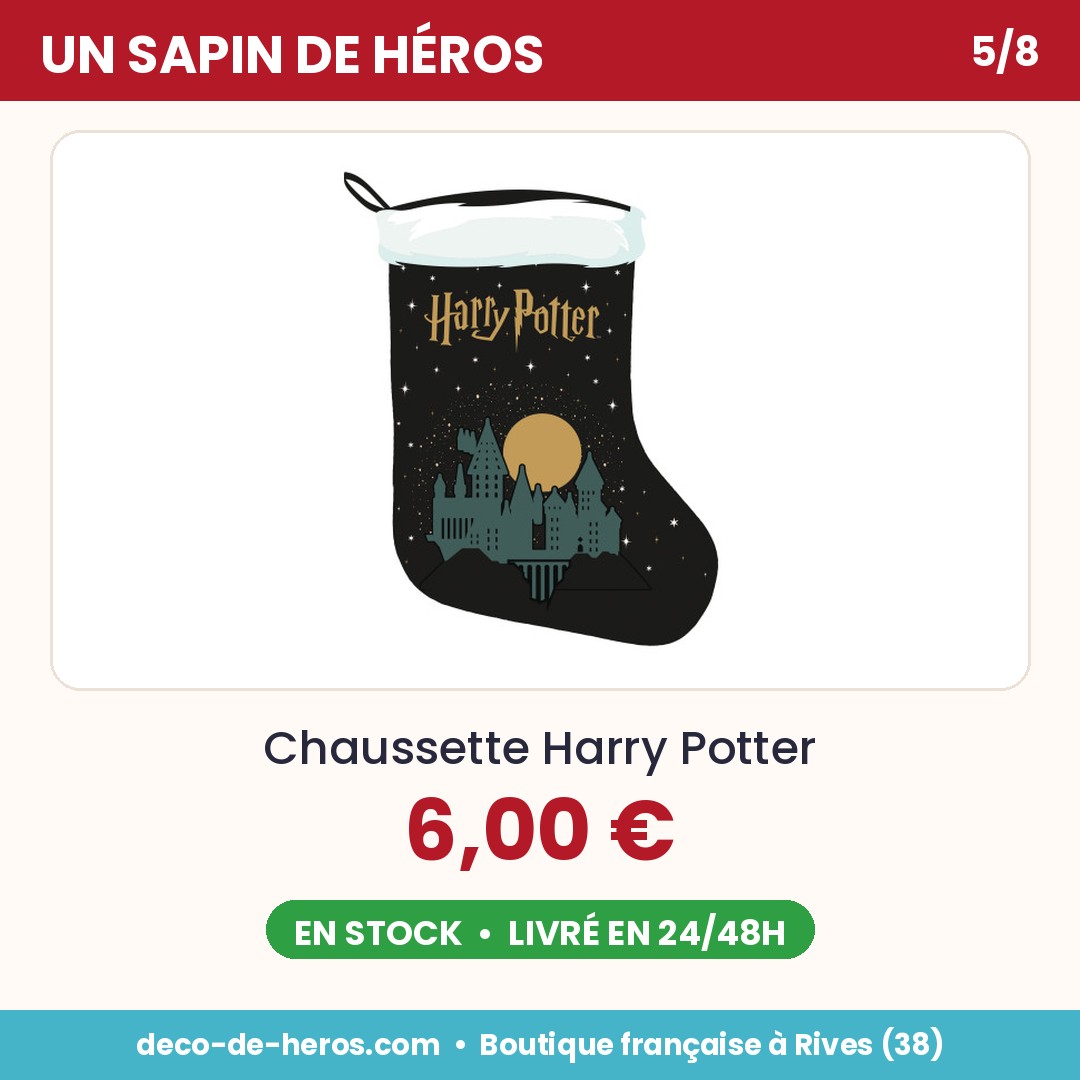 UN SAPIN DE HÉROS
5/8
Harry Potter
Chaussette Harry Potter
6,00 €
EN STOCK • LIVRÉ EN 24/48H
deco-de-heros.com • Boutique française à Rives (38)